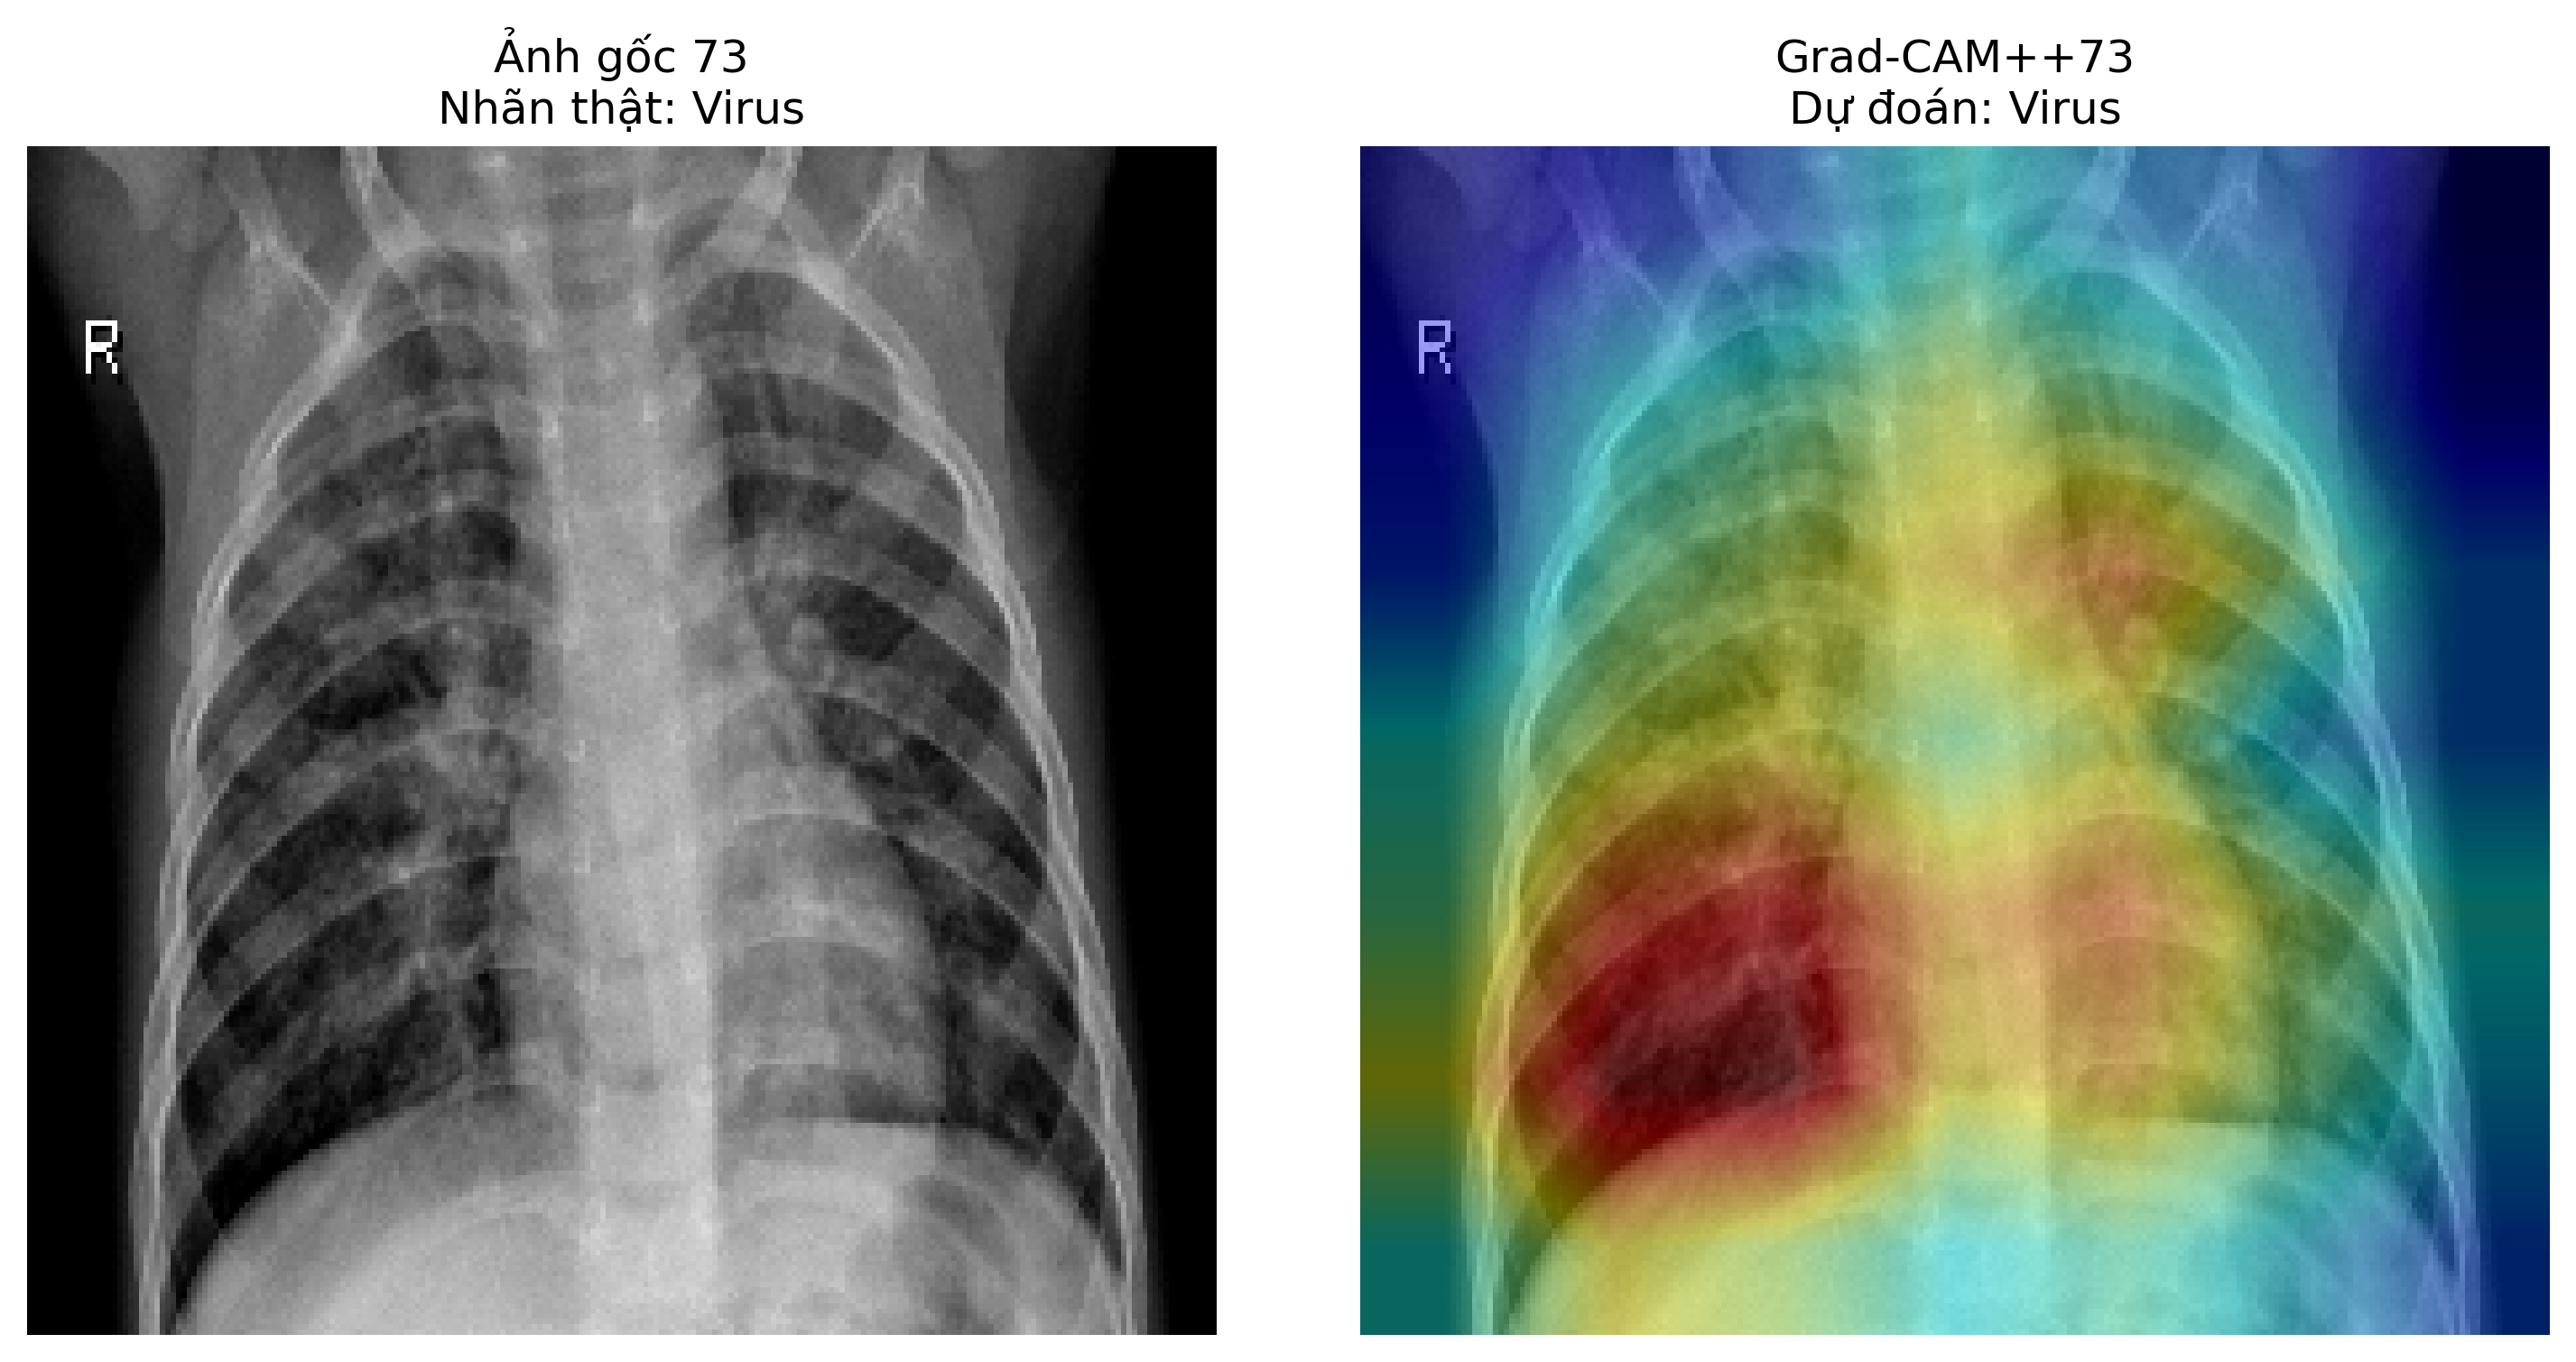 Ảnh gốc 73
Nhãn thật: Virus
R
Grad-CAM++73
Dự đoán: Virus
R